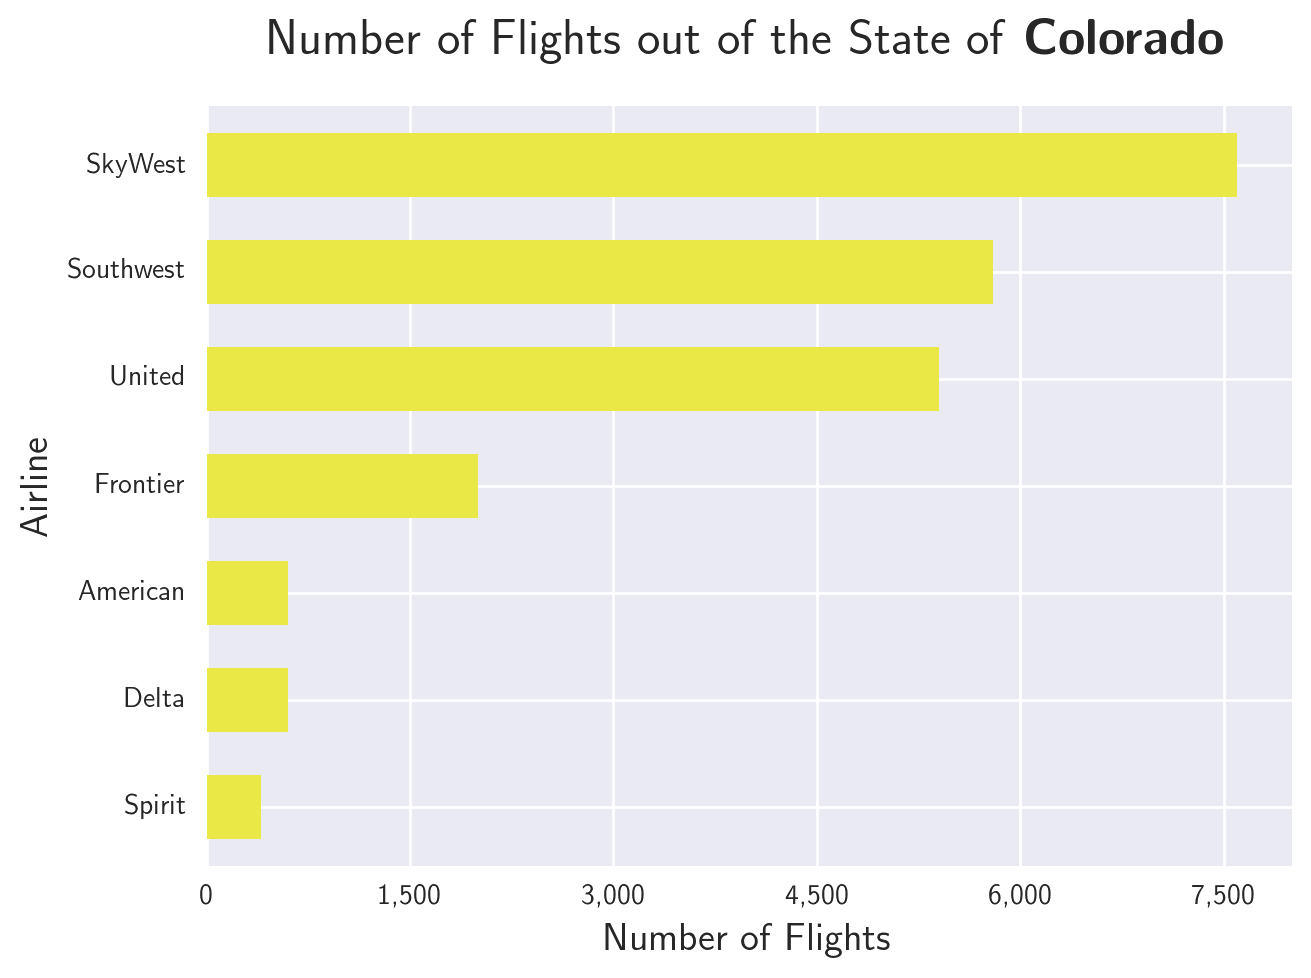 Number of Flights out of the State of Colorado
SkyWest
Southwest
United
Frontier
American
Delta
Spirit
Airline
0 1,500 3,000 4,500 6,000 7,500
Number of Flights